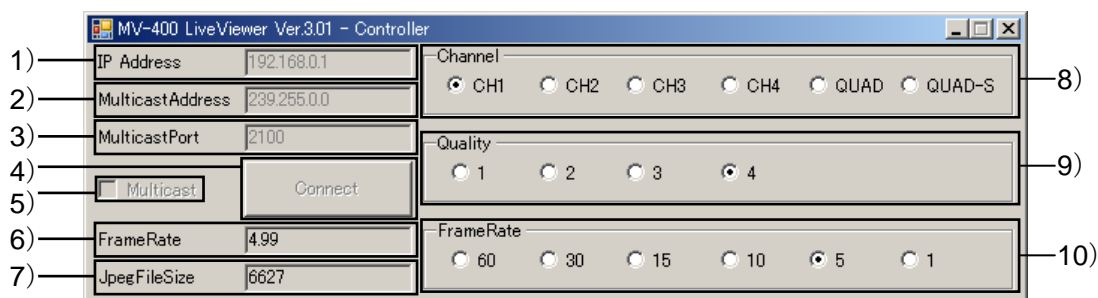 MV-400 LiveViewer Ver.3.01 - Controller
1) IP Address 192.168.0.1
2) MulticastAddress 239.255.0.0
3) MulticastPort 2100
4) Connect
5) Multicast
6) FrameRate 4.99
7) JpegFileSize 6627
Channel
CH1 CH2 CH3 CH4 QUAD QUAD-S 8)
Quality
1 2 3 4 9)
FrameRate
60 30 15 10 5 1 10)